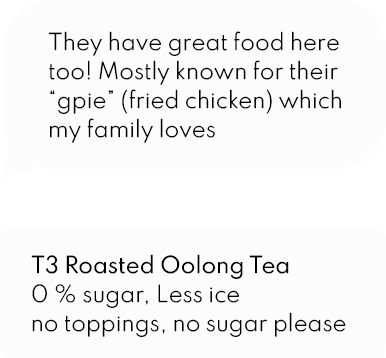 They have great food here
too! Mostly known for their
“gpie” (fried chicken) which
my family loves
T3 Roasted Oolong Tea
0 % sugar, Less ice
no toppings, no sugar please